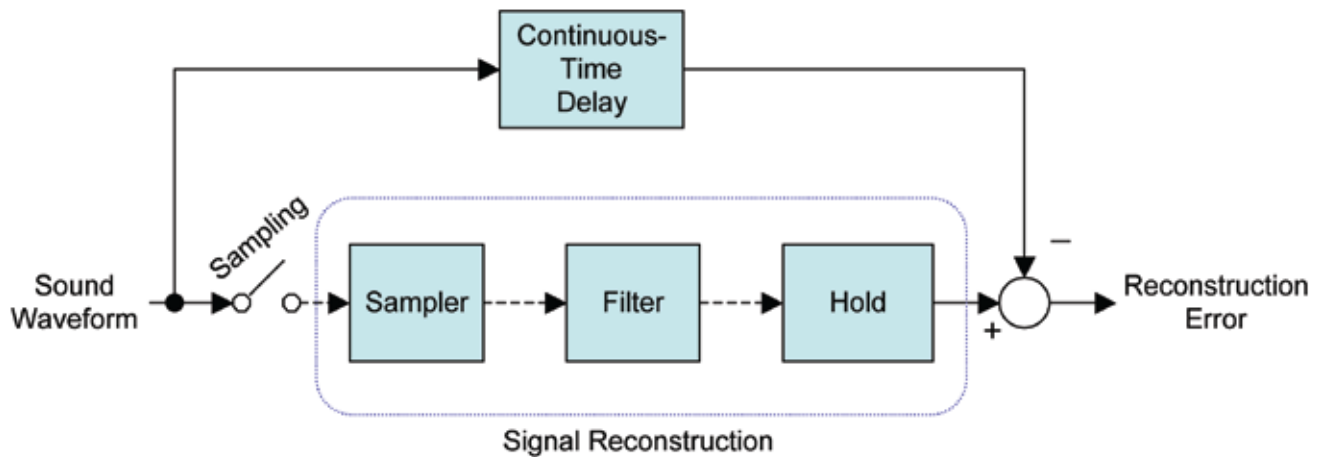 Continuous-
Time
Delay
Sampling
Sound
Waveform
Sampler
Filter
Hold
−
+
Reconstruction
Error
Signal Reconstruction